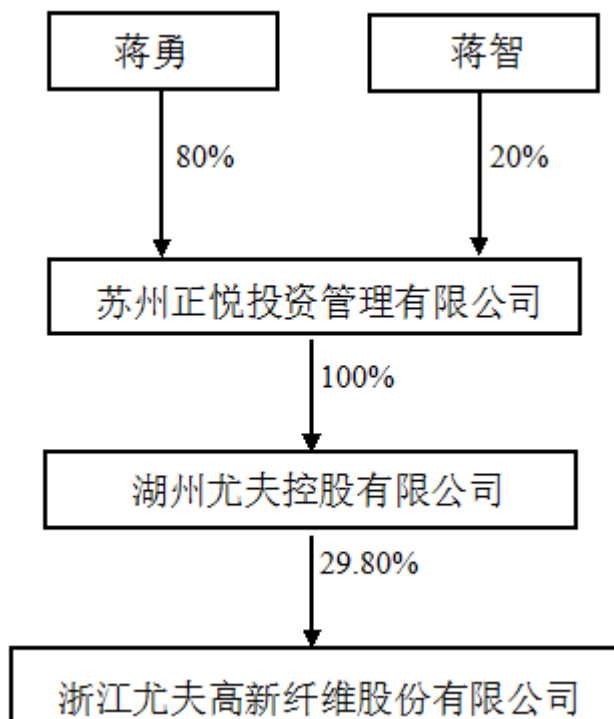 蒋勇
蒋智
80%
20%
苏州正悦投资管理有限公司
100%
湖州尤夫控股有限公司
29.80%
浙江尤夫高新纤维股份有限公司